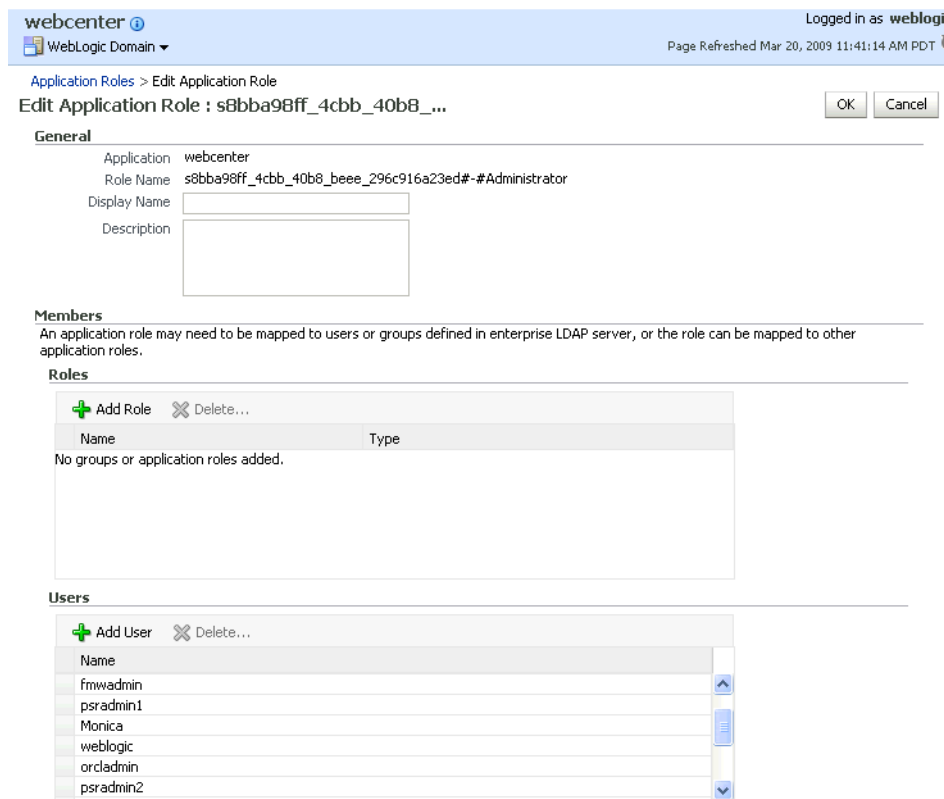 webcenter
Logged in as weblogi
WebLogic Domain
Page Refreshed Mar 20, 2009 11:41:14 AM PDT
Application Roles > Edit Application Role
Edit Application Role : s8bba98ff_4cbb_40b8_...
OK Cancel
General
Application webcenter
Role Name s8bba98ff_4cbb_40b8_beee_296c916a23ed#-#Administrator
Display Name
Description
Members
An application role may need to be mapped to users or groups defined in enterprise LDAP server, or the role can be mapped to other
application roles.
Roles
Add Role Delete...
Name Type
No groups or application roles added.
Users
Add User Delete...
Name
fmwadmin
psradmin1
Monica
weblogic
orcladmin
psradmin2